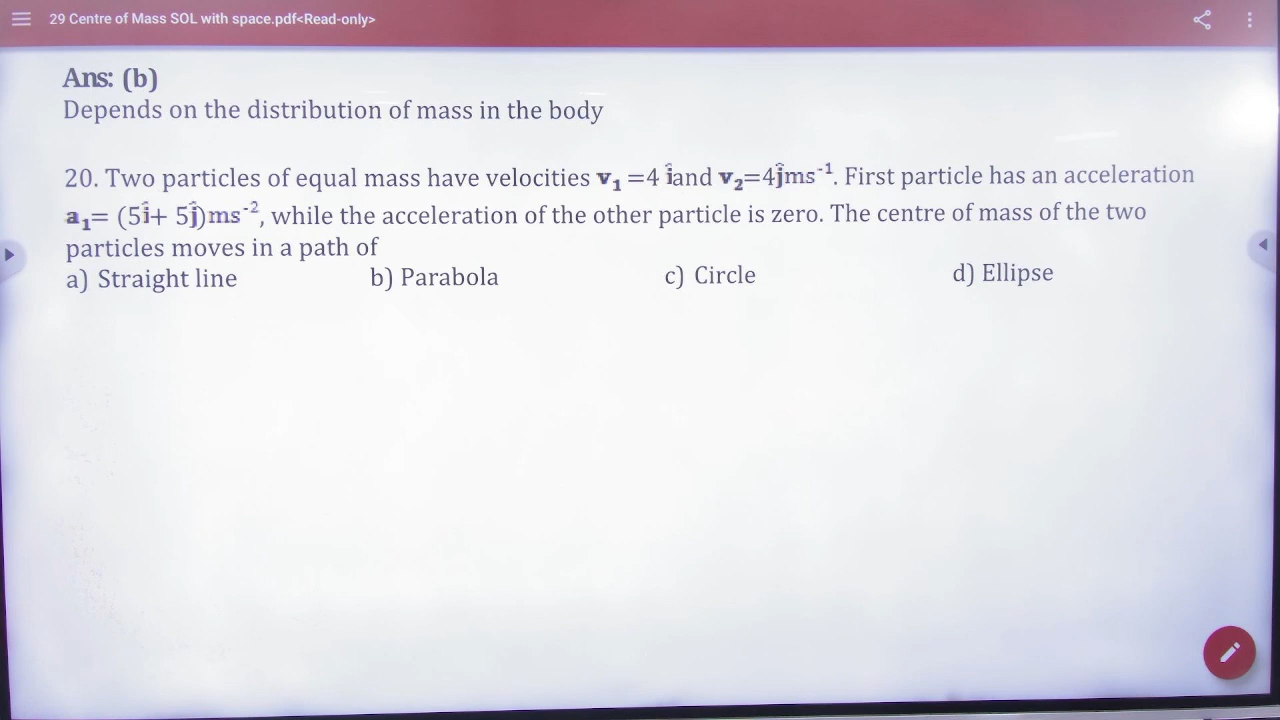 29 Centre of Mass SOL with space.pdf<Read-only>
Ans: (b)
Depends on the distribution of mass in the body
20. Two particles of equal mass have velocities v₁ =4 îand v₂=4ĵms⁻¹. First particle has an acceleration
a₁= (5î+ 5ĵ)ms⁻², while the acceleration of the other particle is zero. The centre of mass of the two
particles moves in a path of
a) Straight line b) Parabola c) Circle d) Ellipse